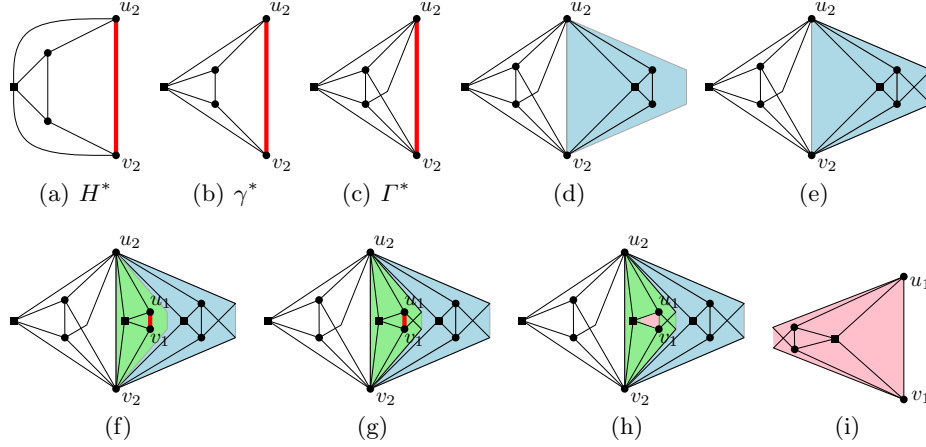 u₂ u₂ u₂ u₂ u₂
v₂ v₂ v₂ v₂ v₂
(a) H* (b) γ* (c) Γ* (d) (e)
u₂ u₂ u₂
u₁ u₁ u₁ u₁
v₁ v₁ v₁
v₂ v₂ v₂ v₁
(f) (g) (h) (i)